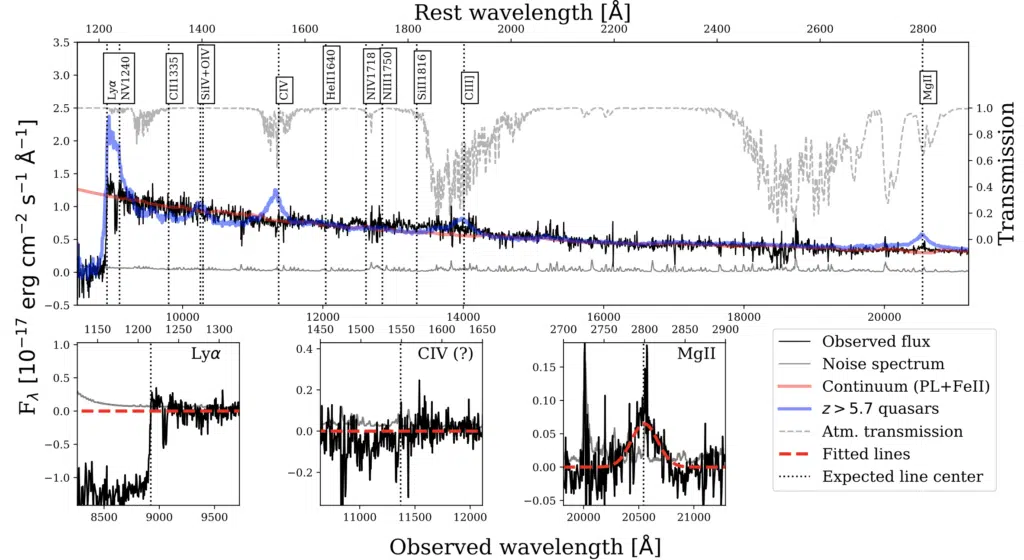 Rest wavelength [Å]
1200 1400 1600 1800 2000 2200 2400 2600 2800
3.5
3.0
2.5
2.0
1.5
1.0
0.5
0.0
−0.5
Lyα
NV1240
CII1335
SiIV+OIV
CIV
HeII1640
NIV1718
NIII1750
SiII1816
CIII]
MgII
1.0
0.8
0.6
0.4
0.2
0.0
Transmission
10000 12000 14000 16000 18000 20000
Fλ [10−17 erg cm−2 s−1 Å−1]
1150 1200 1250 1300
Lyα
1.0
0.5
0.0
−0.5
−1.0
8500 9000 9500
1450 1500 1550 1600 1650
CIV (?)
0.4
0.2
0.0
−0.2
11000 11500 12000
2700 2750 2800 2850 2900
MgII
0.15
0.10
0.05
0.00
−0.05
20000 20500 21000
Observed flux
Noise spectrum
Continuum (PL+FeII)
z > 5.7 quasars
Atm. transmission
Fitted lines
Expected line center
Observed wavelength [Å]